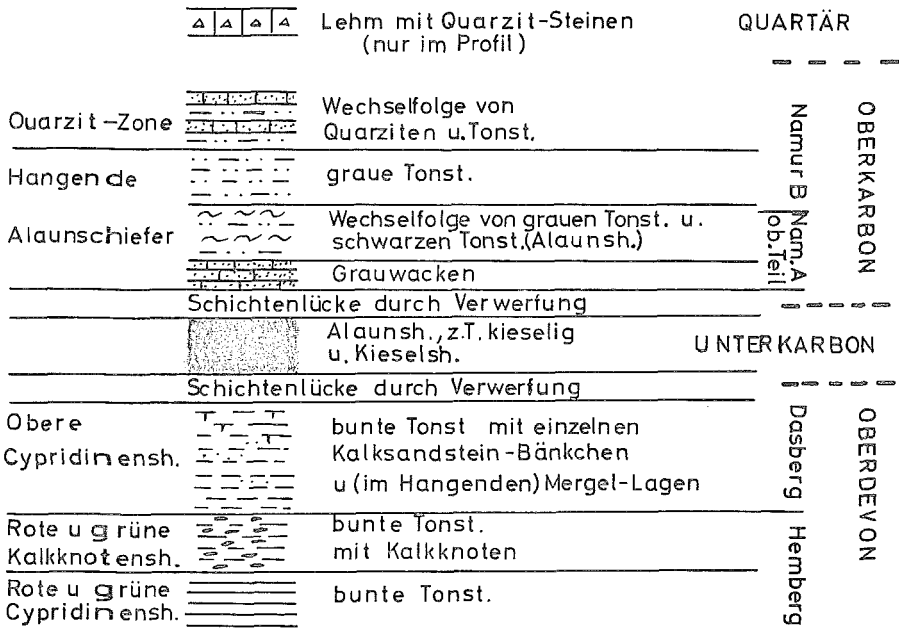 Lehm mit Quarzit-Steinen
(nur im Profil)
QUARTÄR
Quarzit-Zone
Wechselfolge von
Quarziten u. Tonst.
Hangende
graue Tonst.
Alaunschiefer
Wechselfolge von grauen Tonst. u.
schwarzen Tonst. (Alaunsh.)
Grauwacken
Namur B
Nam. A
ob. Teil
OBERKARBON
Schichtenlücke durch Verwerfung
Alaunsh., z.T. kieselig
u. Kieselsh.
UNTERKARBON
Schichtenlücke durch Verwerfung
Obere
Cypridinensh.
bunte Tonst mit einzelnen
Kalksandstein-Bänkchen
u (im Hangenden) Mergel-Lagen
Dasberg
OBERDEVON
Rote u grüne
Kalkknotensh.
bunte Tonst.
mit Kalkknoten
Hemberg
Rote u grüne
Cypridinensh.
bunte Tonst.